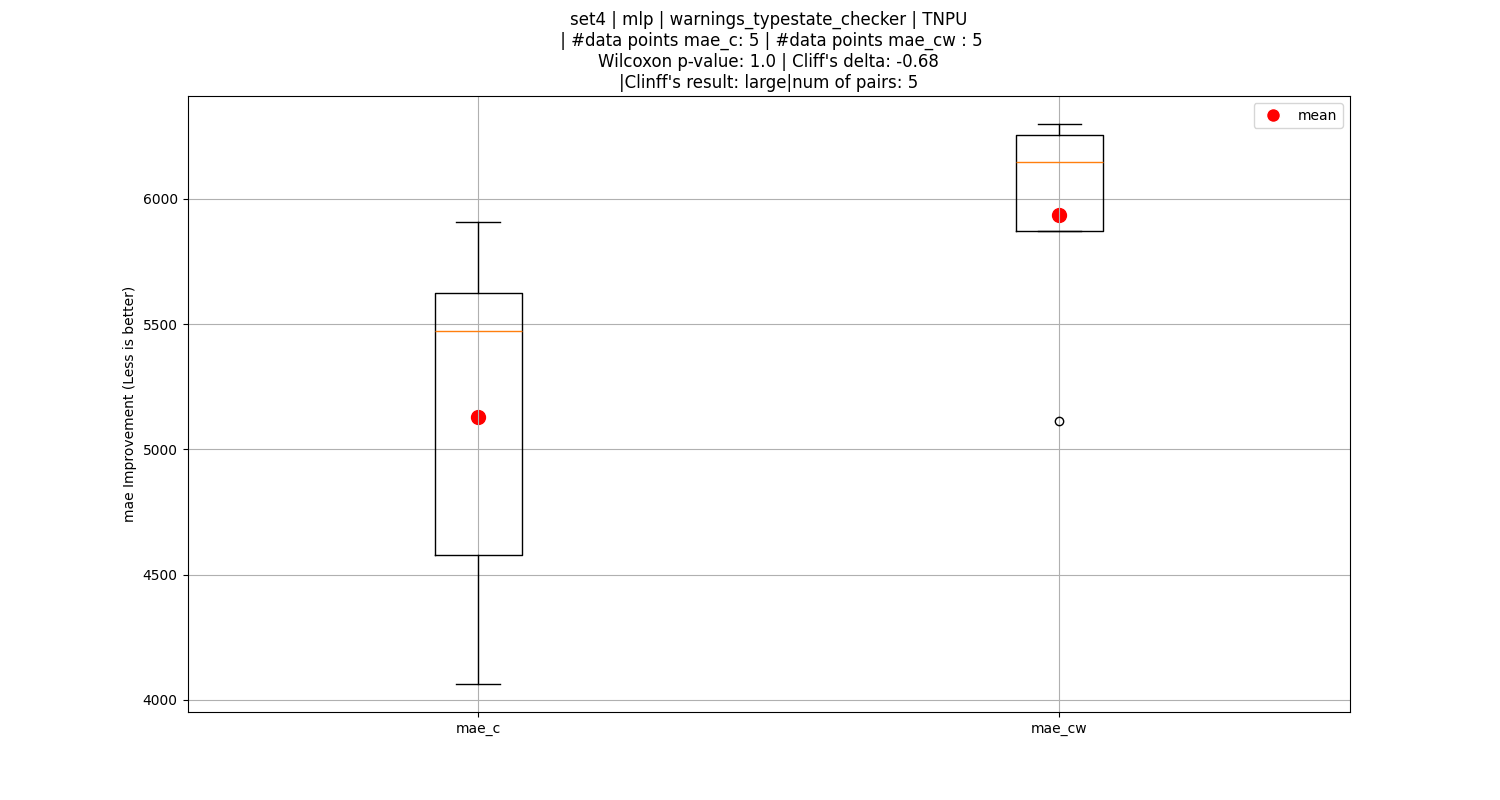 set4 | mlp | warnings_typestate_checker | TNPU
| #data points mae_c: 5 | #data points mae_cw : 5
Wilcoxon p-value: 1.0 | Cliff's delta: -0.68
|Clinff's result: large|num of pairs: 5
mean
mae Improvement (Less is better)
6000
5500
5000
4500
4000
mae_c
mae_cw